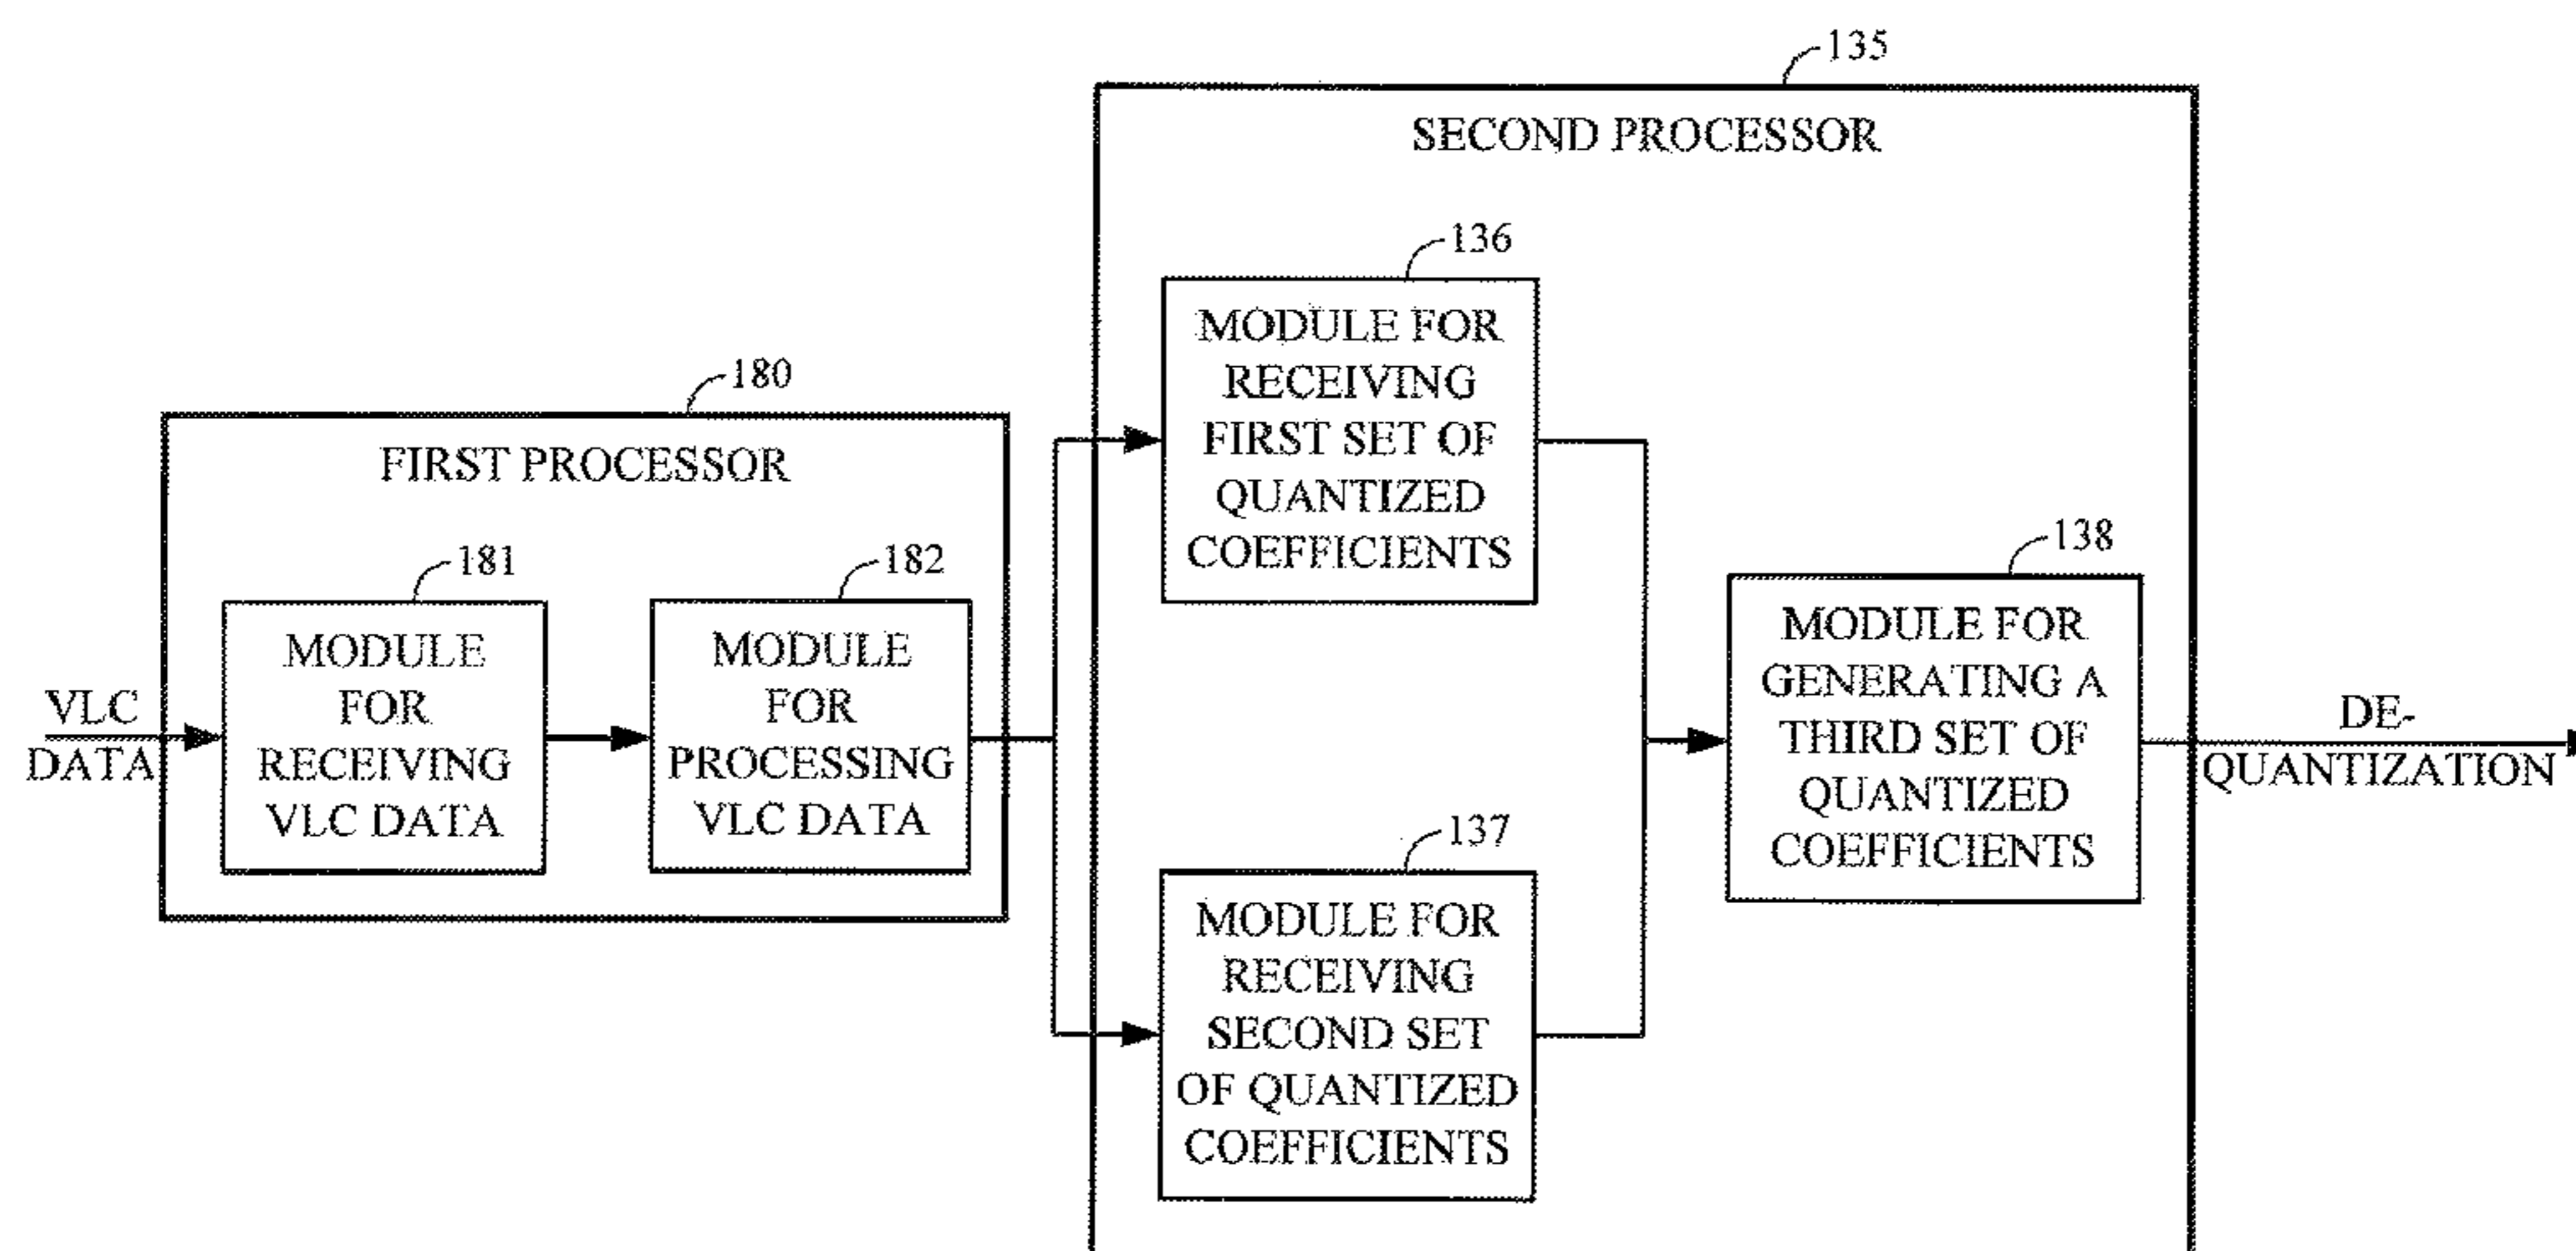 135
SECOND PROCESSOR
136
MODULE FOR
RECEIVING
FIRST SET OF
QUANTIZED
COEFFICIENTS
180
FIRST PROCESSOR
181
MODULE
FOR
RECEIVING
VLC DATA
182
MODULE
FOR
PROCESSING
VLC DATA
VLC
DATA
138
MODULE FOR
GENERATING A
THIRD SET OF
QUANTIZED
COEFFICIENTS
DE-
QUANTIZATION
137
MODULE FOR
RECEIVING
SECOND SET
OF QUANTIZED
COEFFICIENTS